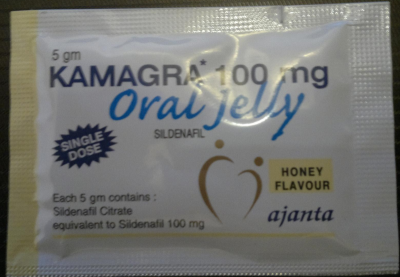 5 gm
KAMAGRA* 100 mg
Oral Jelly
SILDENAFIL
SINGLE
DOSE
HONEY
FLAVOUR
Each 5 gm contains :
Sildenafil Citrate
equivalent to Sildenafil 100 mg
ajanta